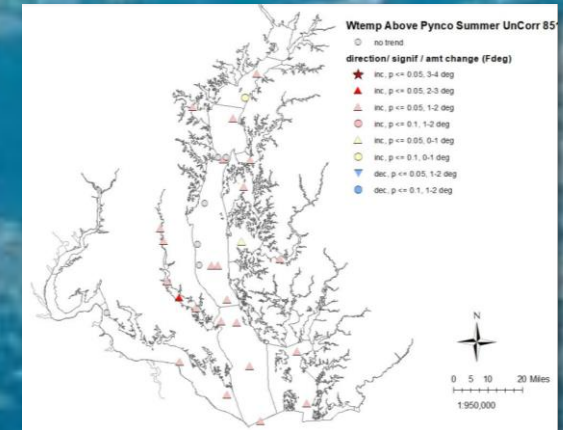 Wtemp Above Pynco Summer UnCorr 851
no trend
direction/ signif / amt change (Fdeg)
inc, p <= 0.05, 3-4 deg
inc, p <= 0.05, 2-3 deg
inc, p <= 0.05, 1-2 deg
inc, p <= 0.1, 1-2 deg
inc, p <= 0.05, 0-1 deg
inc, p <= 0.1, 0-1 deg
dec, p <= 0.05, 1-2 deg
dec, p <= 0.1, 1-2 deg
N
0 5 10 20 Miles
1:950,000